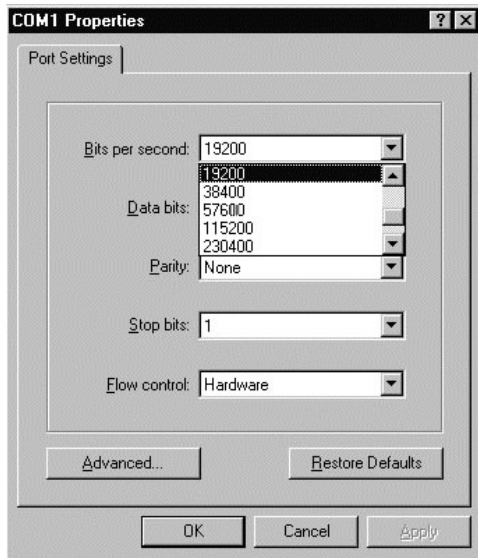 COM1 Properties
Port Settings
Bits per second: 19200
19200
38400
Data bits: 57600
115200
230400
Parity: None
Stop bits: 1
Flow control: Hardware
Advanced...
Restore Defaults
OK
Cancel
Apply